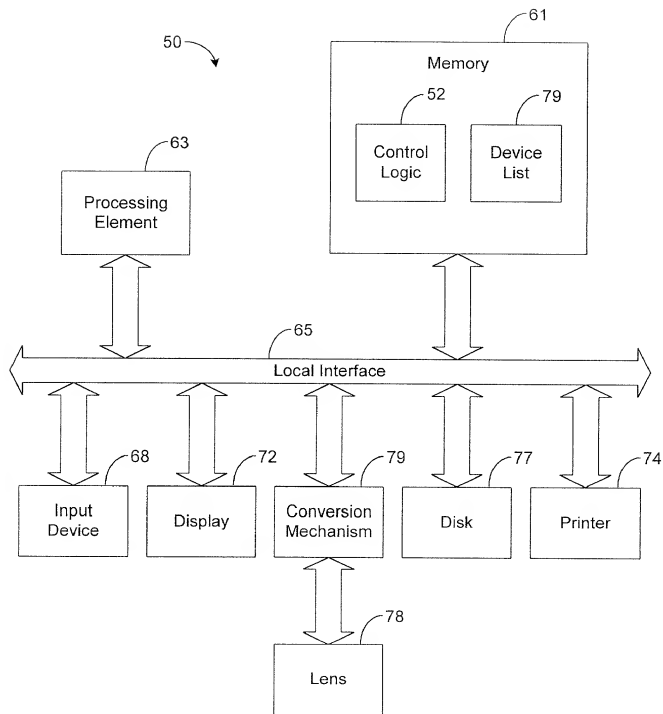 61
50
Memory
52
79
63
Control
Logic
Device
List
Processing
Element
65
Local Interface
68
72
79
77
74
Input
Device
Display
Conversion
Mechanism
Disk
Printer
78
Lens